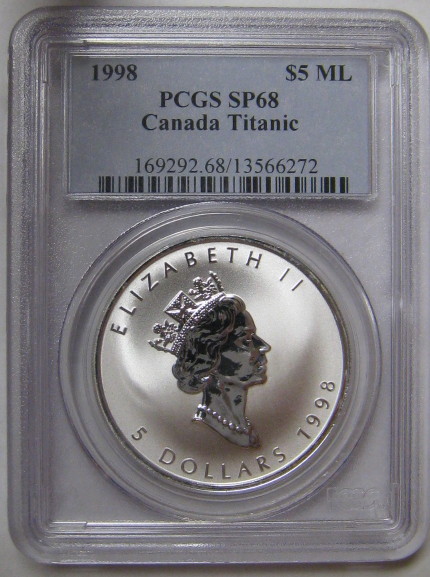 1998 $5 ML
PCGS SP68
Canada Titanic
169292.68/13566272
ELIZABETH II
5 DOLLARS 1998